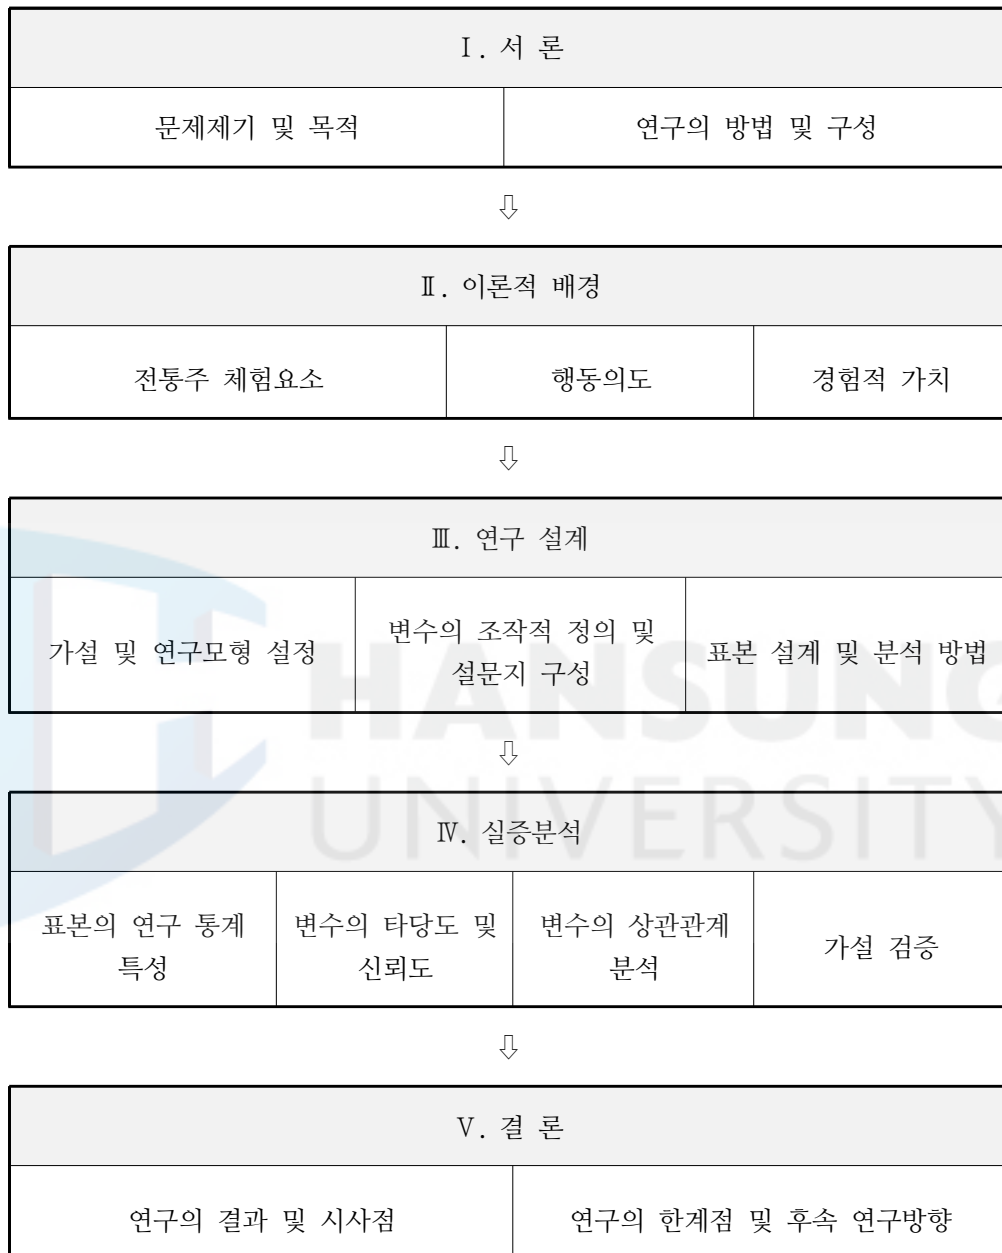 Ⅰ. 서 론
문제제기 및 목적
연구의 방법 및 구성
⇩
Ⅱ. 이론적 배경
전통주 체험요소
행동의도
경험적 가치
⇩
Ⅲ. 연구 설계
가설 및 연구모형 설정
변수의 조작적 정의 및
설문지 구성
표본 설계 및 분석 방법
⇩
Ⅳ. 실증분석
표본의 연구 통계
특성
변수의 타당도 및
신뢰도
변수의 상관관계
분석
가설 검증
⇩
Ⅴ. 결 론
연구의 결과 및 시사점
연구의 한계점 및 후속 연구방향
HANSUNG
UNIVERSITY